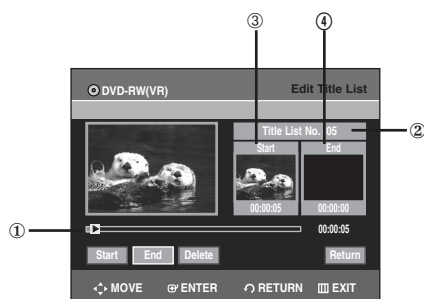 ③ ④
DVD-RW(VR) Edit Title List
Title List No. 05 ②
Start End
00:00:05 00:00:00
① 00:00:05
Start End Delete Return
MOVE ENTER RETURN EXIT